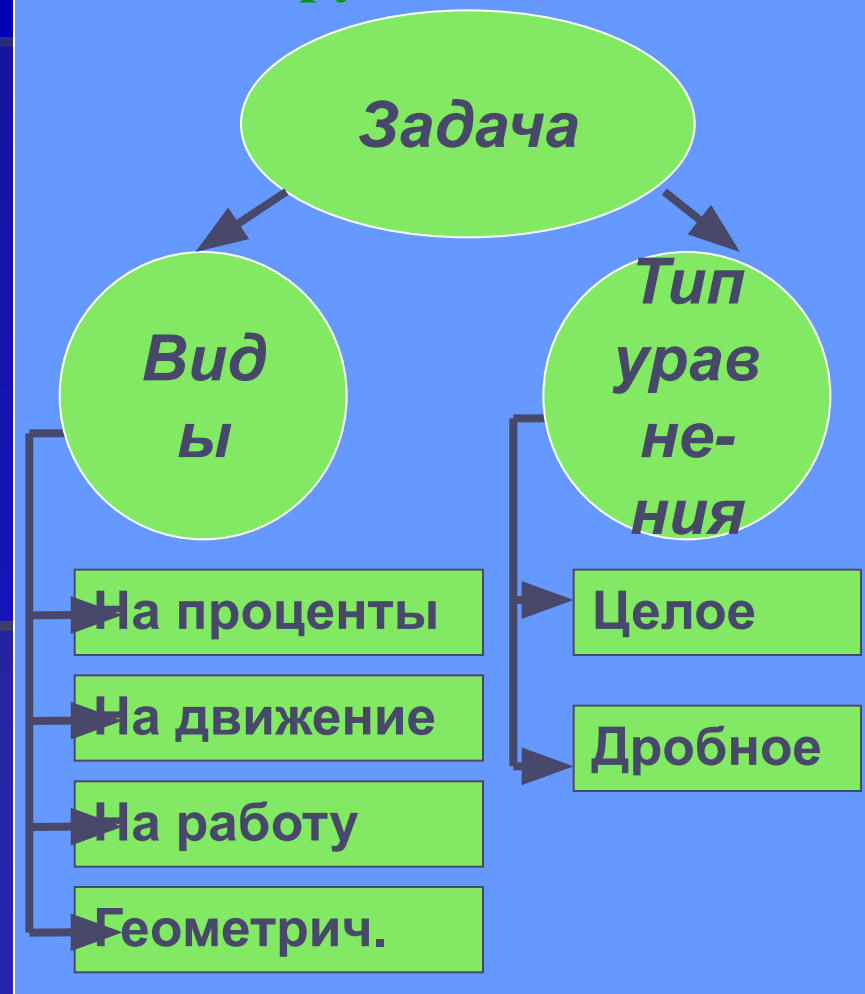 Задача
Вид
ы
Тип
урав
не-
ния
На проценты
На движение
На работу
Геометрич.
Целое
Дробное